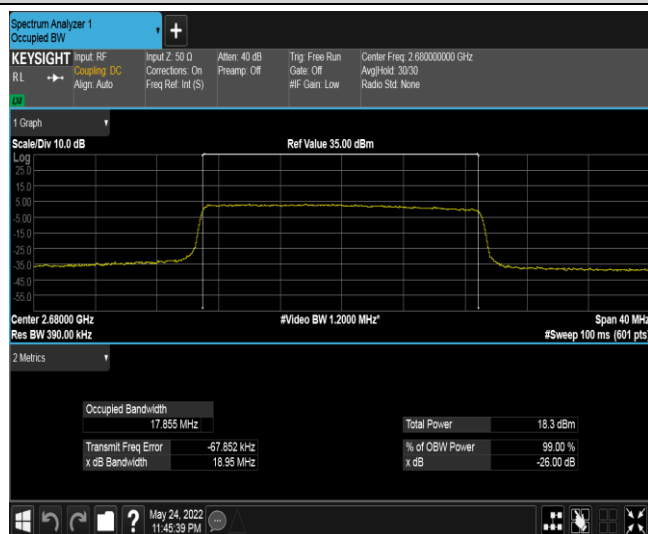 Spectrum Analyzer 1
Occupied BW
+
KEYSIGHT
RL
Input: RF
Coupling: DC
Align: Auto
Input Z: 50 Ω
Corrections: On
Freq Ref: Int (S)
Atten: 40 dB
Preamp: Off
Trig: Free Run
Gate: Off
#IF Gain: Low
Center Freq: 2.680000000 GHz
Avg|Hold: 30/30
Radio Std: None
LXI
1 Graph
Scale/Div 10.0 dB
Ref Value 35.00 dBm
Log
25.0
15.0
5.00
-5.00
-15.0
-25.0
-35.0
-45.0
-55.0
Center 2.68000 GHz
#Video BW 1.2000 MHz*
Span 40 MHz
Res BW 390.00 kHz
#Sweep 100 ms (601 pts)
2 Metrics
Occupied Bandwidth
17.855 MHz
Total Power 18.3 dBm
Transmit Freq Error -67.852 kHz
% of OBW Power 99.00 %
x dB Bandwidth 18.95 MHz
x dB -26.00 dB
?
May 24, 2022
11:45:39 PM